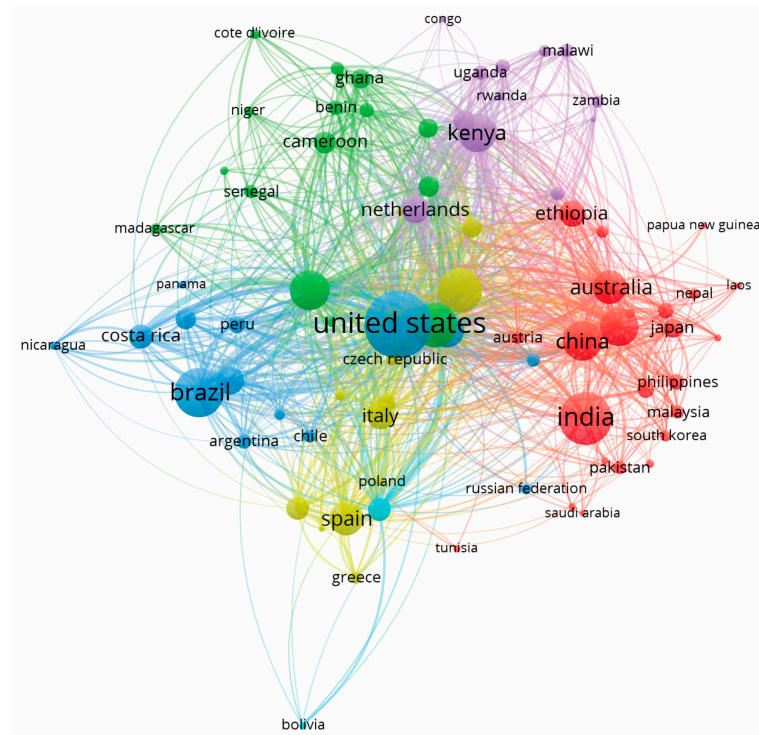 congo
cote d'ivoire
malawi
uganda
ghana
rwanda
zambia
benin
niger
kenya
cameroon
senegal
netherlands
ethiopia
madagascar
papua new guinea
panama
australia
laos
nepal
united states
peru
japan
costa rica
austria
china
nicaragua
czech republic
philippines
brazil
malaysia
italy
india
chile
south korea
argentina
pakistan
poland
russian federation
saudi arabia
spain
tunisia
greece
bolivia